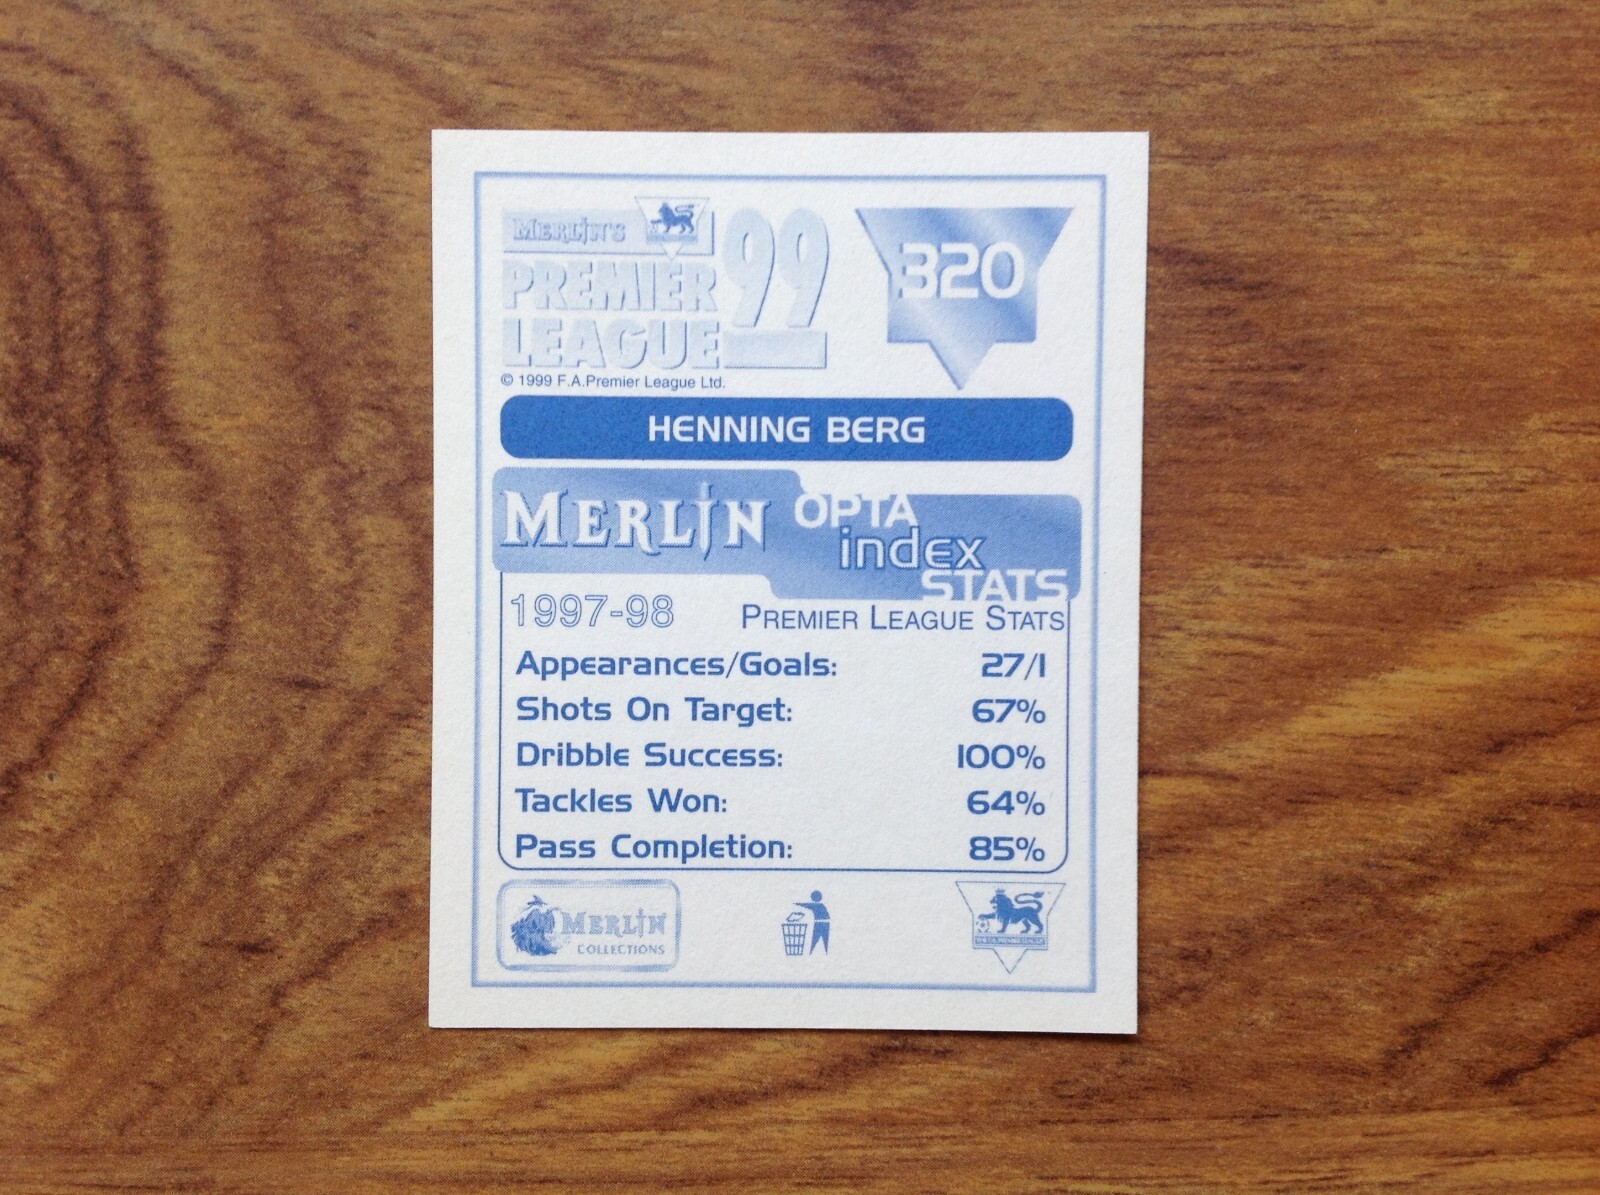 MERLIN'S
PREMIER
LEAGUE
99
320
© 1999 F.A.Premier League Ltd.
HENNING BERG
MERLIN OPTA
index
STATS
1997-98 PREMIER LEAGUE STATS
Appearances/Goals: 27/1
Shots On Target: 67%
Dribble Success: 100%
Tackles Won: 64%
Pass Completion: 85%
MERLIN
COLLECTIONS